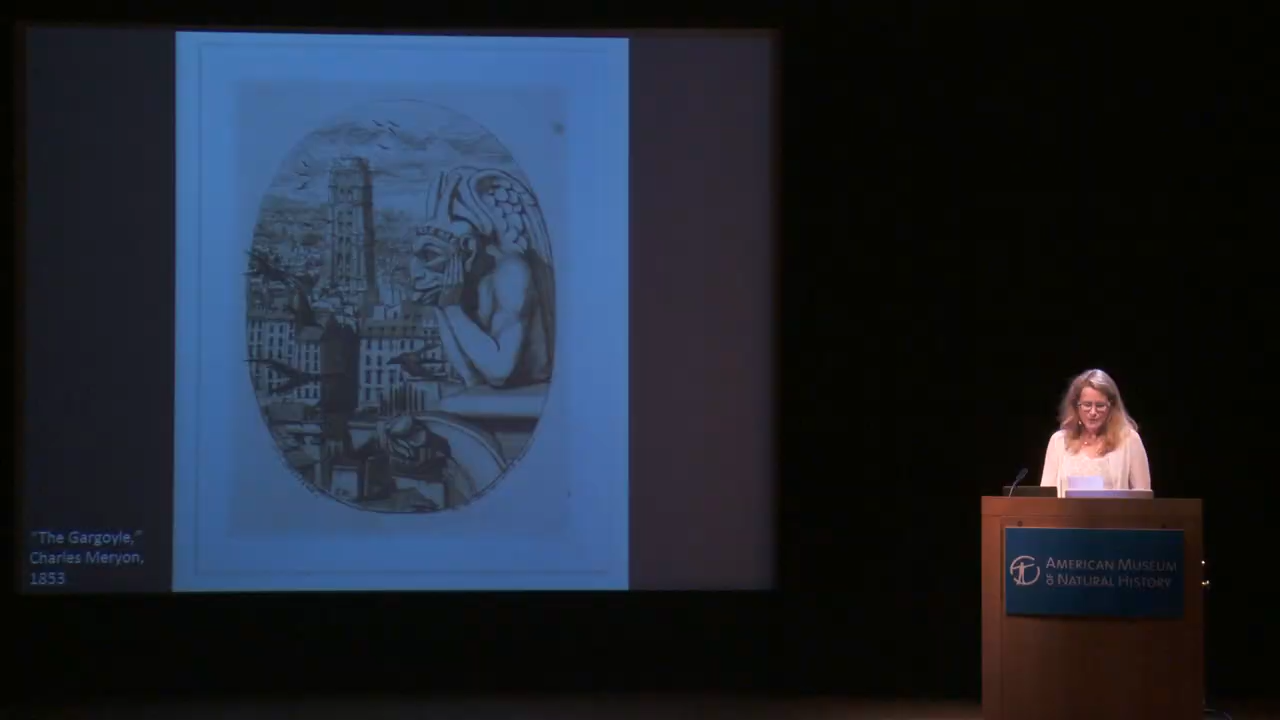 "The Gargoyle,"
Charles Meryon,
1853
AMERICAN MUSEUM
OF NATURAL HISTORY